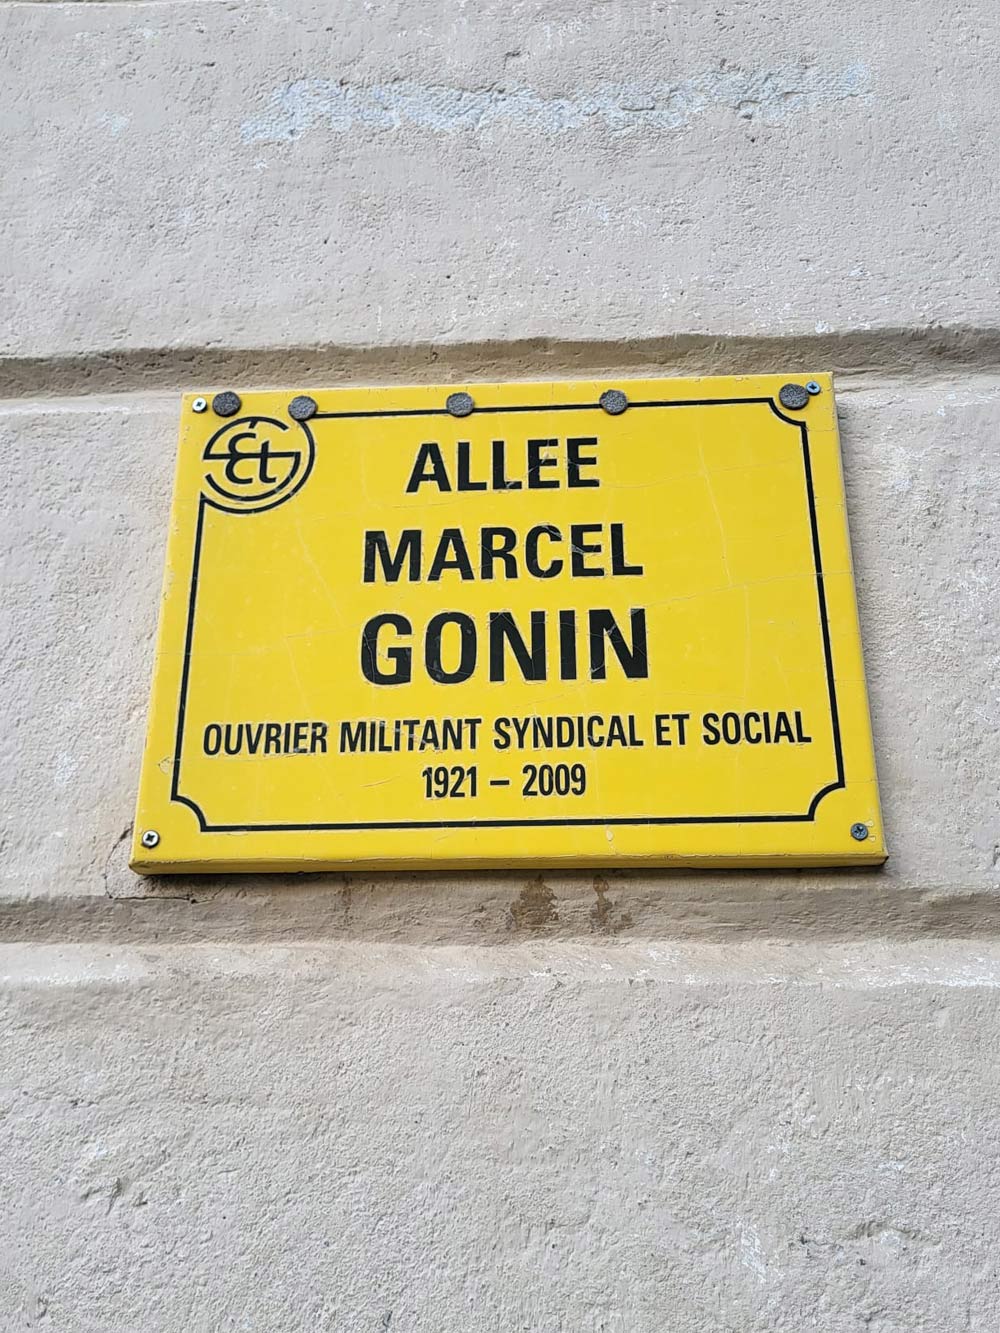 ALLEE
MARCEL
GONIN
OUVRIER MILITANT SYNDICAL ET SOCIAL
1921 – 2009